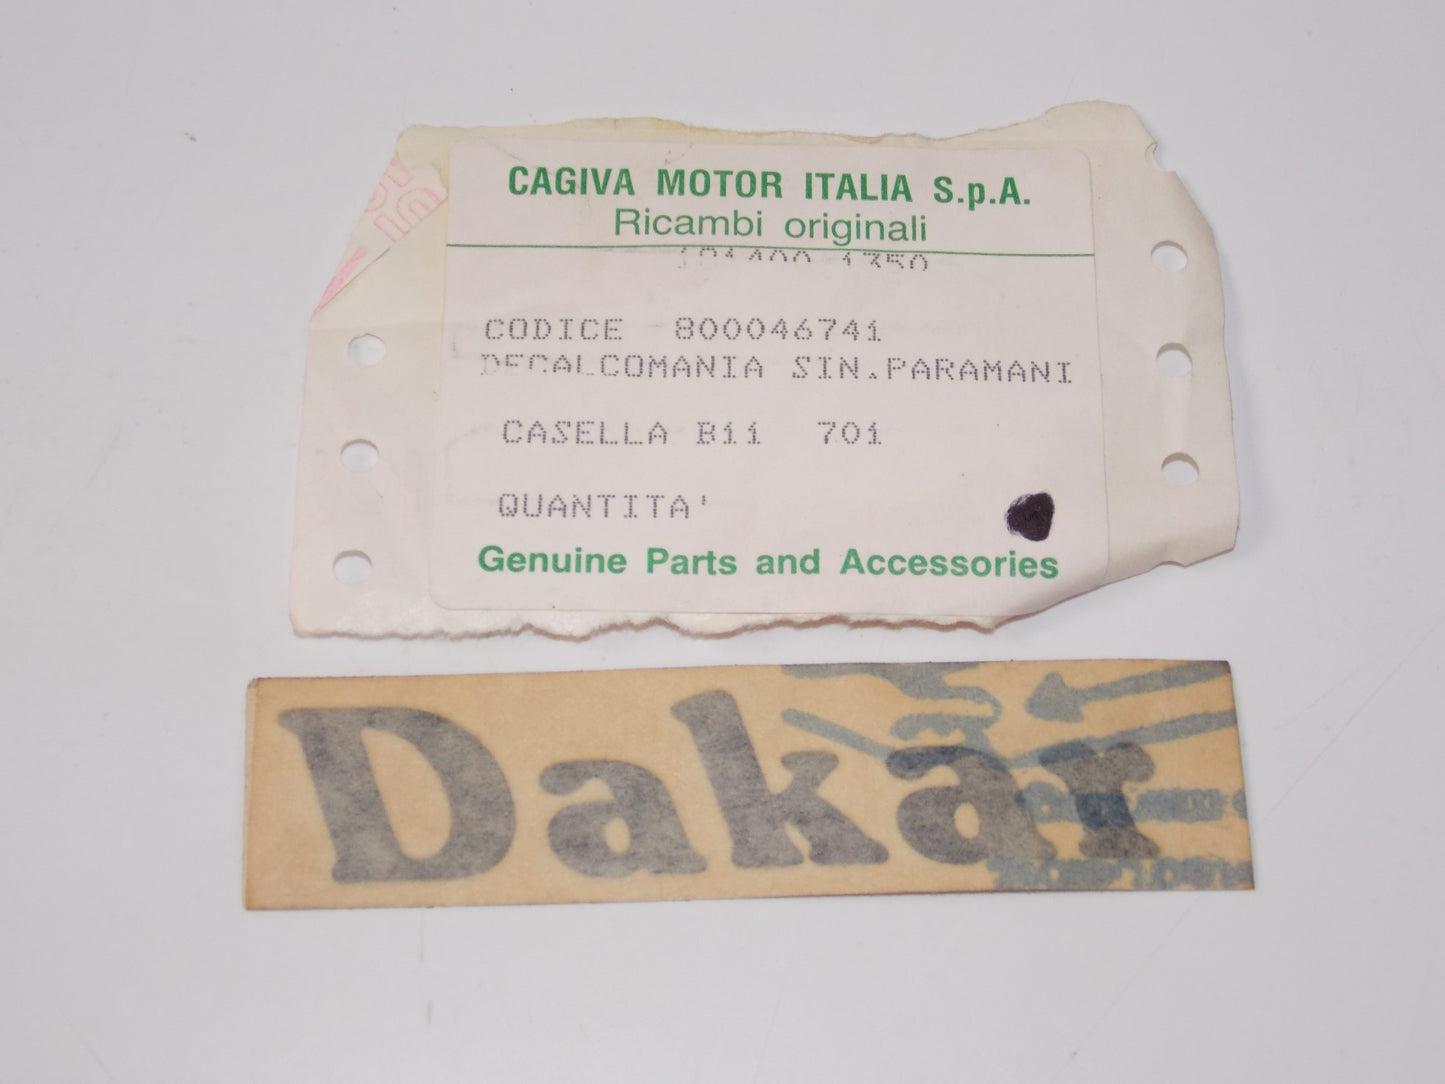 CAGIVA MOTOR ITALIA S.p.A.
Ricambi originali
CODICE 800046741
DECALCOMANIA SIN.PARAMANI
CASELLA B11 701
QUANTITA'
Genuine Parts and Accessories
Dakar